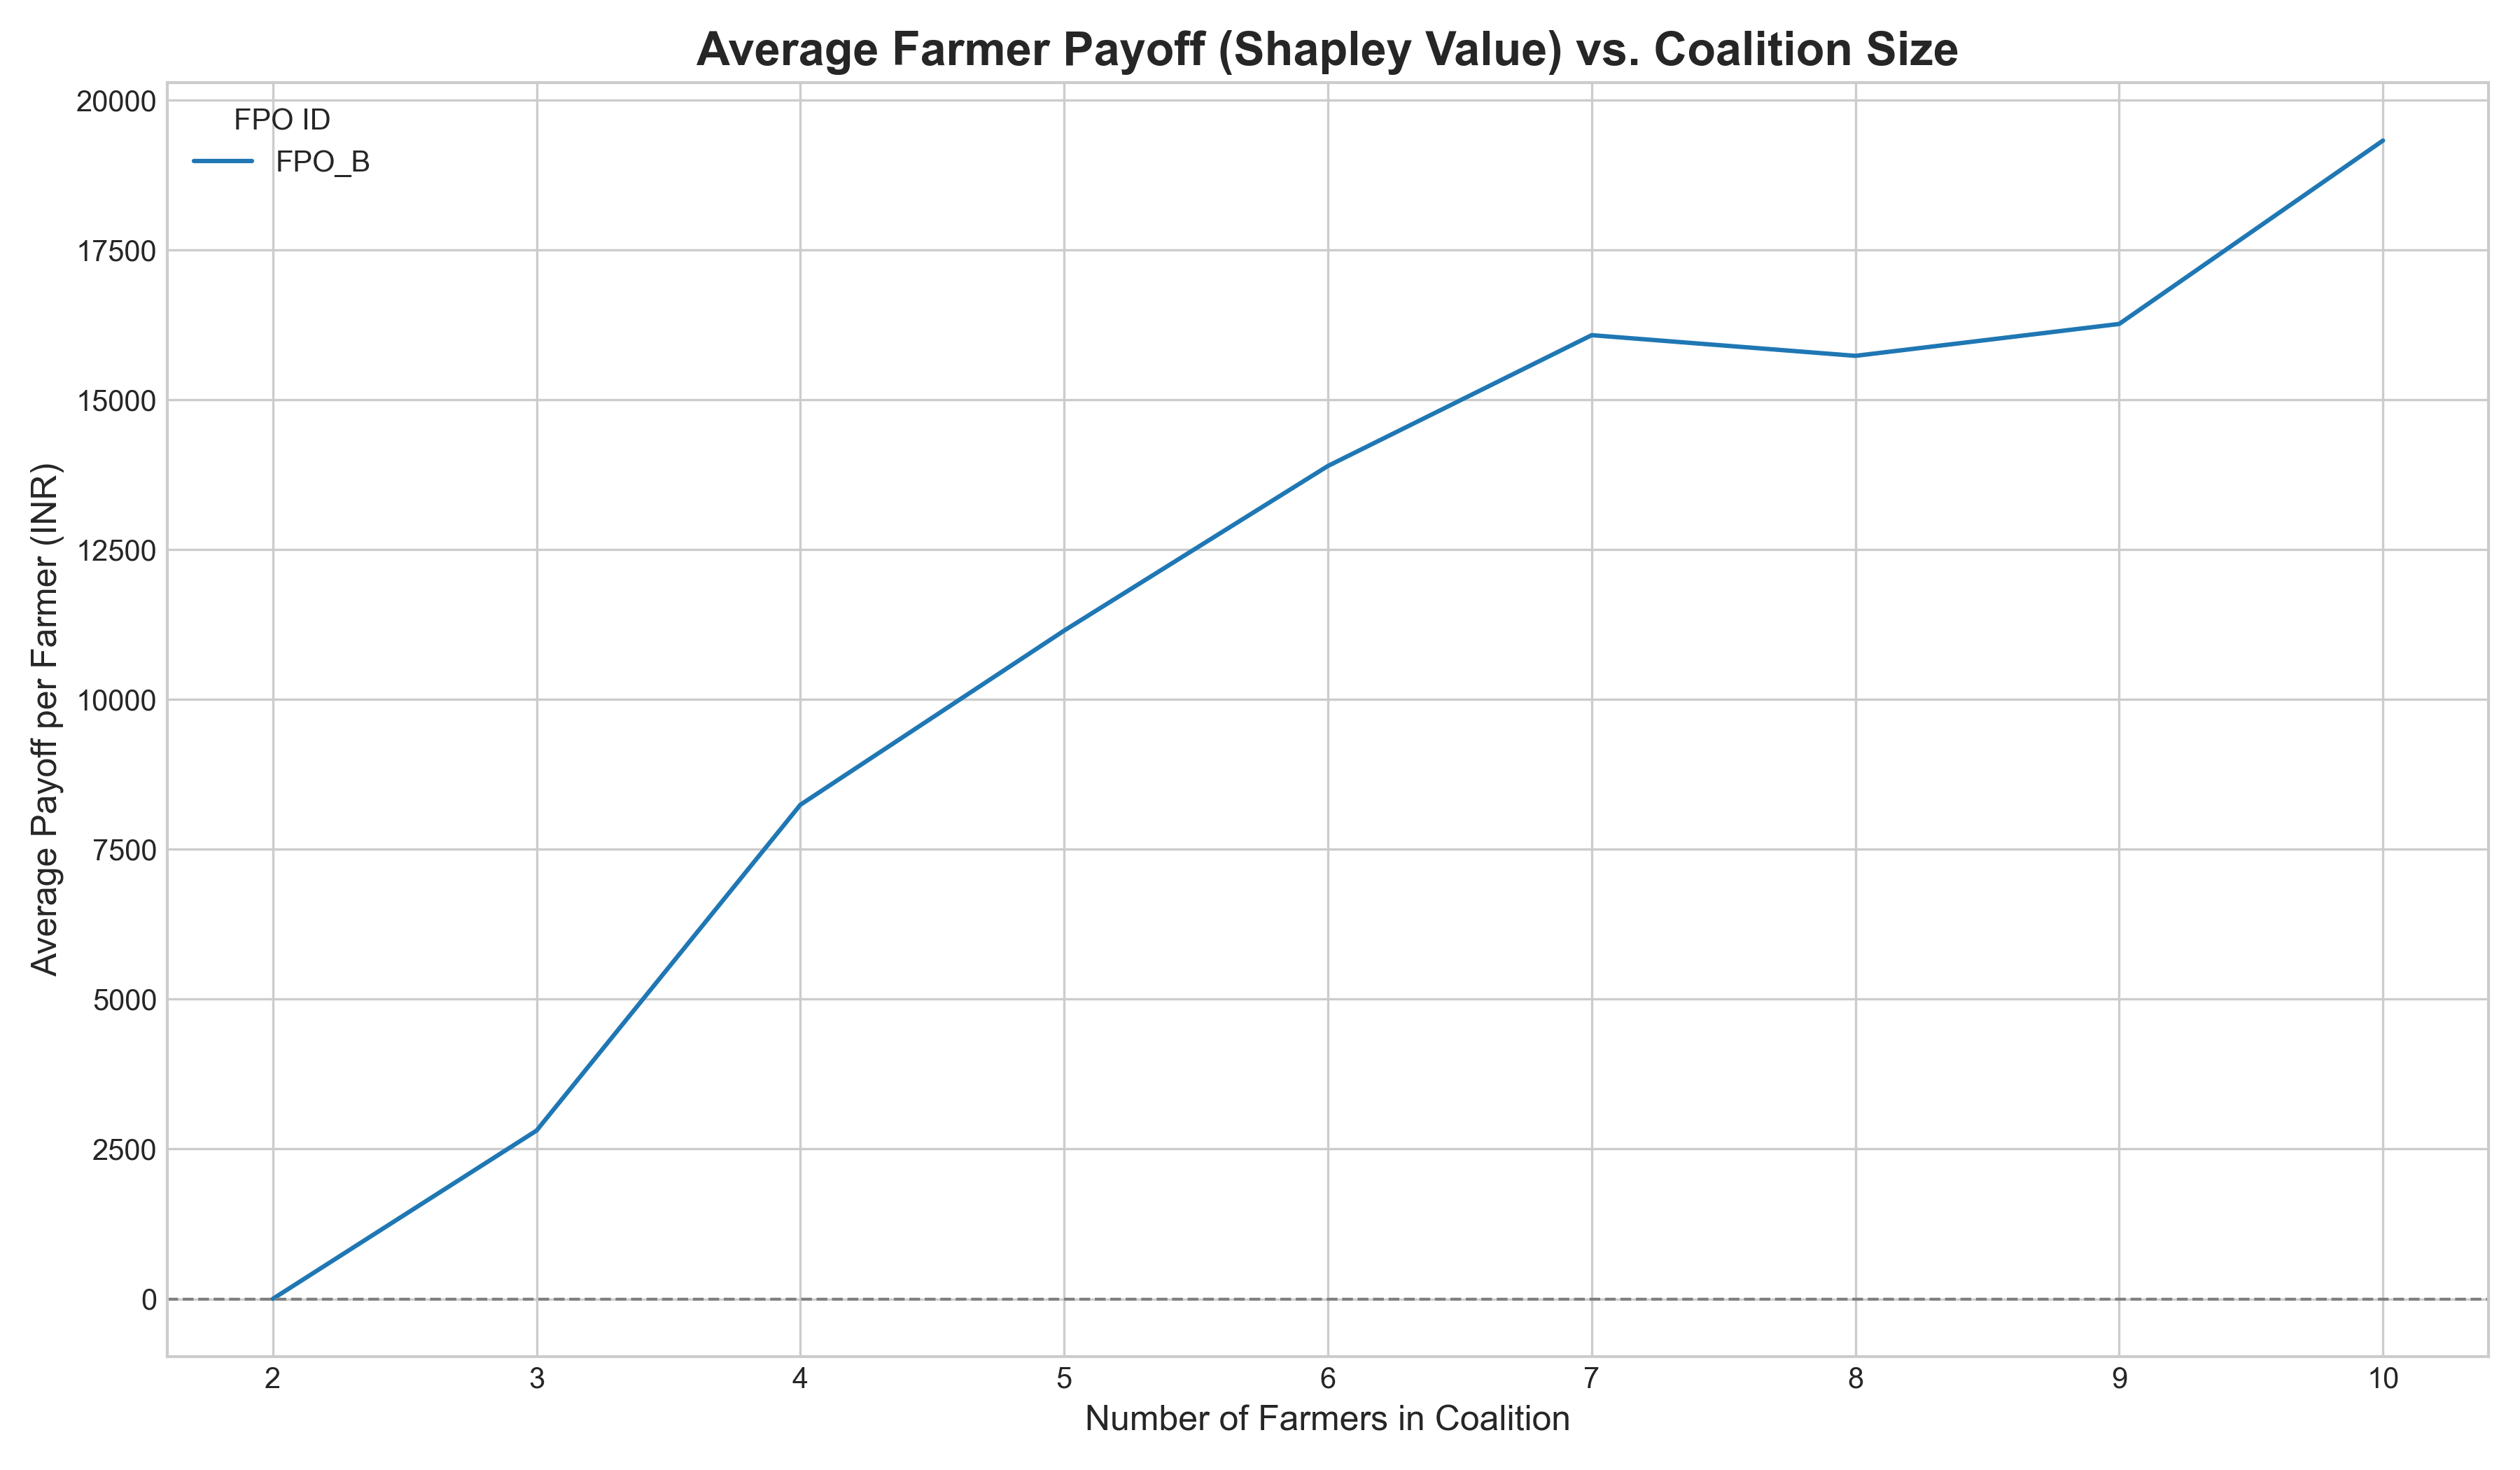 Average Farmer Payoff (Shapley Value) vs. Coalition Size
FPO ID
FPO_B
Average Payoff per Farmer (INR)
20000
17500
15000
12500
10000
7500
5000
2500
0
2 3 4 5 6 7 8 9 10
Number of Farmers in Coalition